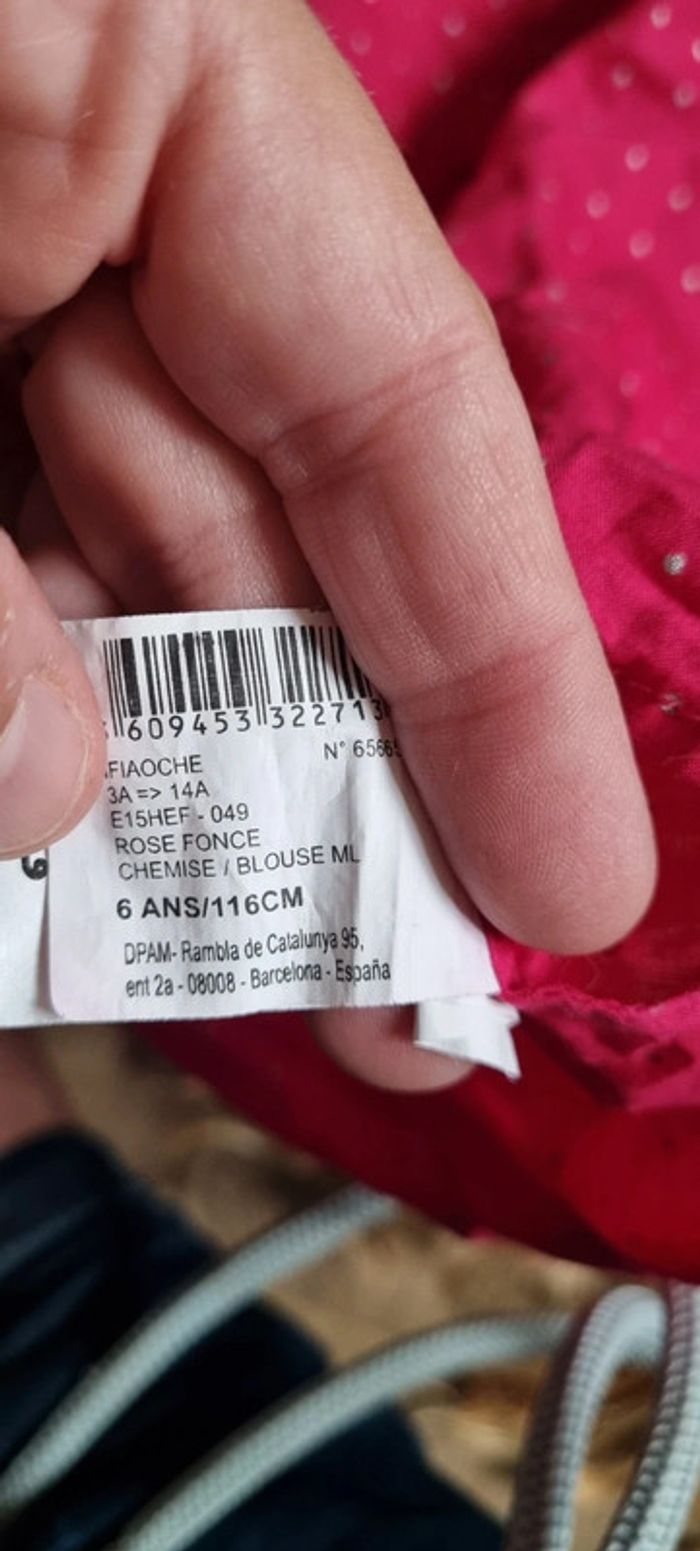 609453 322713
N° 6566
FIAOCHE
3A => 14A
E15HEF - 049
ROSE FONCE
CHEMISE / BLOUSE ML
6 ANS/116CM
DPAM- Rambla de Catalunya 95,
ent 2a - 08008 - Barcelona - España